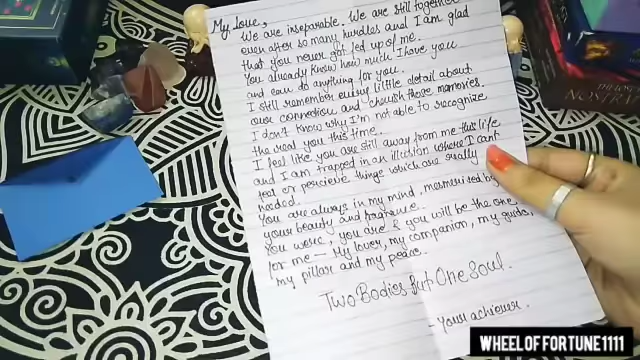 My Love,
We are inseparable. We are still together
even after so many hurdles and I am glad
that you never got fed up of me.
You already know how much I love you
and can do anything for you.
I still remember every little detail about
our connection and cherish those memories.
I don't know why I'm not able to recognize
the real you this time.
I feel like you are still away from me this life
and I am trapped in an illusion where I can't
feel or percieve things which are really
needed.
You are always in my mind, mesmerised by
your beauty and fragrance.
You were, you are & you will be the one
for me - My lover, my companion, my guide,
my pillar and my peace.
Two Bodies but One Soul.
- Your achiever.
NOSTRA
WHEEL OF FORTUNE1111